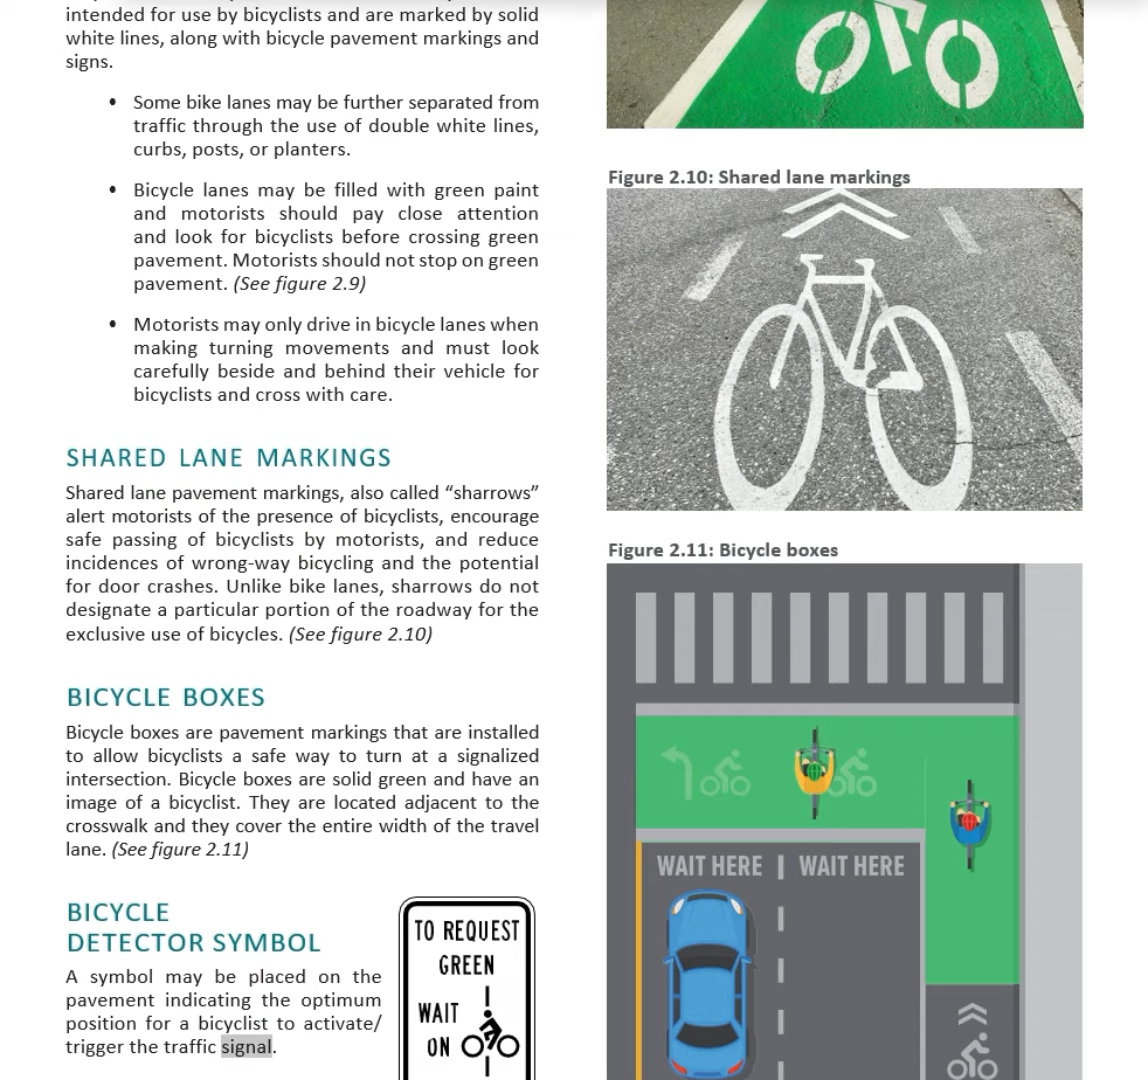 intended for use by bicyclists and are marked by solid
white lines, along with bicycle pavement markings and
signs.
• Some bike lanes may be further separated from
traffic through the use of double white lines,
curbs, posts, or planters.
• Bicycle lanes may be filled with green paint
and motorists should pay close attention
and look for bicyclists before crossing green
pavement. Motorists should not stop on green
pavement. (See figure 2.9)
• Motorists may only drive in bicycle lanes when
making turning movements and must look
carefully beside and behind their vehicle for
bicyclists and cross with care.
SHARED LANE MARKINGS
Shared lane pavement markings, also called “sharrows”
alert motorists of the presence of bicyclists, encourage
safe passing of bicyclists by motorists, and reduce
incidences of wrong-way bicycling and the potential
for door crashes. Unlike bike lanes, sharrows do not
designate a particular portion of the roadway for the
exclusive use of bicycles. (See figure 2.10)
BICYCLE BOXES
Bicycle boxes are pavement markings that are installed
to allow bicyclists a safe way to turn at a signalized
intersection. Bicycle boxes are solid green and have an
image of a bicyclist. They are located adjacent to the
crosswalk and they cover the entire width of the travel
lane. (See figure 2.11)
BICYCLE
DETECTOR SYMBOL
A symbol may be placed on the
pavement indicating the optimum
position for a bicyclist to activate/
trigger the traffic signal.
TO REQUEST
GREEN
WAIT
ON
Figure 2.10: Shared lane markings
Figure 2.11: Bicycle boxes
WAIT HERE WAIT HERE